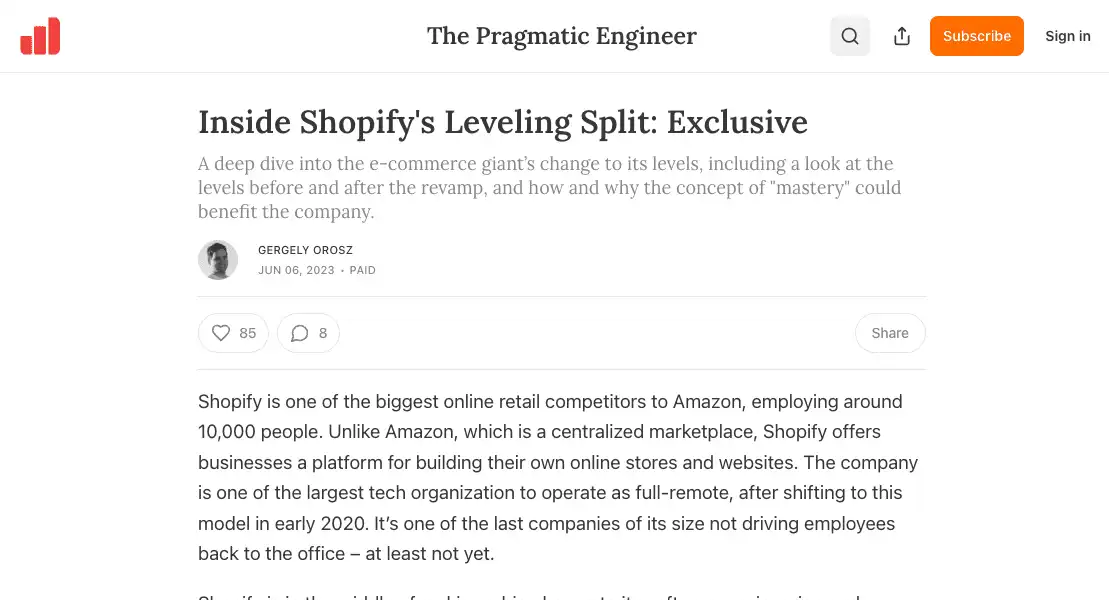 The Pragmatic Engineer
Subscribe
Sign in
Inside Shopify's Leveling Split: Exclusive
A deep dive into the e-commerce giant’s change to its levels, including a look at the
levels before and after the revamp, and how and why the concept of "mastery" could
benefit the company.
GERGELY OROSZ
JUN 06, 2023 · PAID
85
8
Share
Shopify is one of the biggest online retail competitors to Amazon, employing around
10,000 people. Unlike Amazon, which is a centralized marketplace, Shopify offers
businesses a platform for building their own online stores and websites. The company
is one of the largest tech organization to operate as full-remote, after shifting to this
model in early 2020. It’s one of the last companies of its size not driving employees
back to the office – at least not yet.